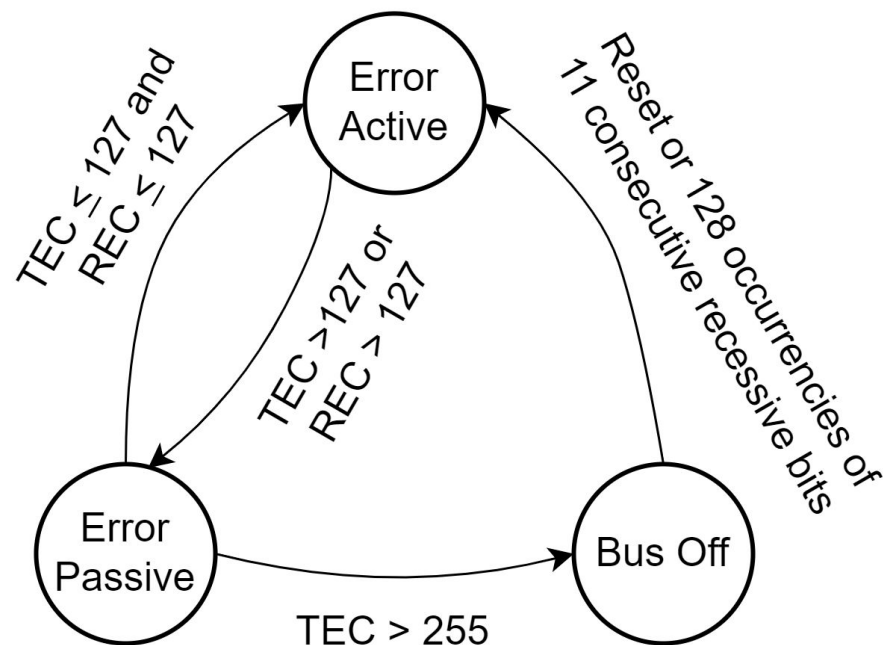 Error
Active
TEC ≤ 127 and
REC ≤ 127
TEC >127 or
REC > 127
Reset or 128 occurrencies of
11 consecutive recessive bits
Error
Passive
Bus Off
TEC > 255